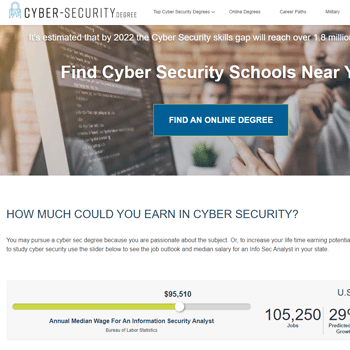 CYBER-SECURITY DEGREE
Top Cyber Security Degrees
Online Degrees
Career Paths
Military
It's estimated that by 2022 the Cyber Security skills gap will reach over 1.8 millio
Find Cyber Security Schools Near Y
FIND AN ONLINE DEGREE
HOW MUCH COULD YOU EARN IN CYBER SECURITY?
You may pursue a cyber sec degree because you are passionate about the subject. Or, to increase your life time earning potential
to study cyber security use the slider below to see the job outlook and median salary for an Info Sec Analyst in your state.
$95,510
Annual Median Wage For An Information Security Analyst
Bureau of Labor Statistics
U.S
105,250
Jobs
29%
Predicted
Growt